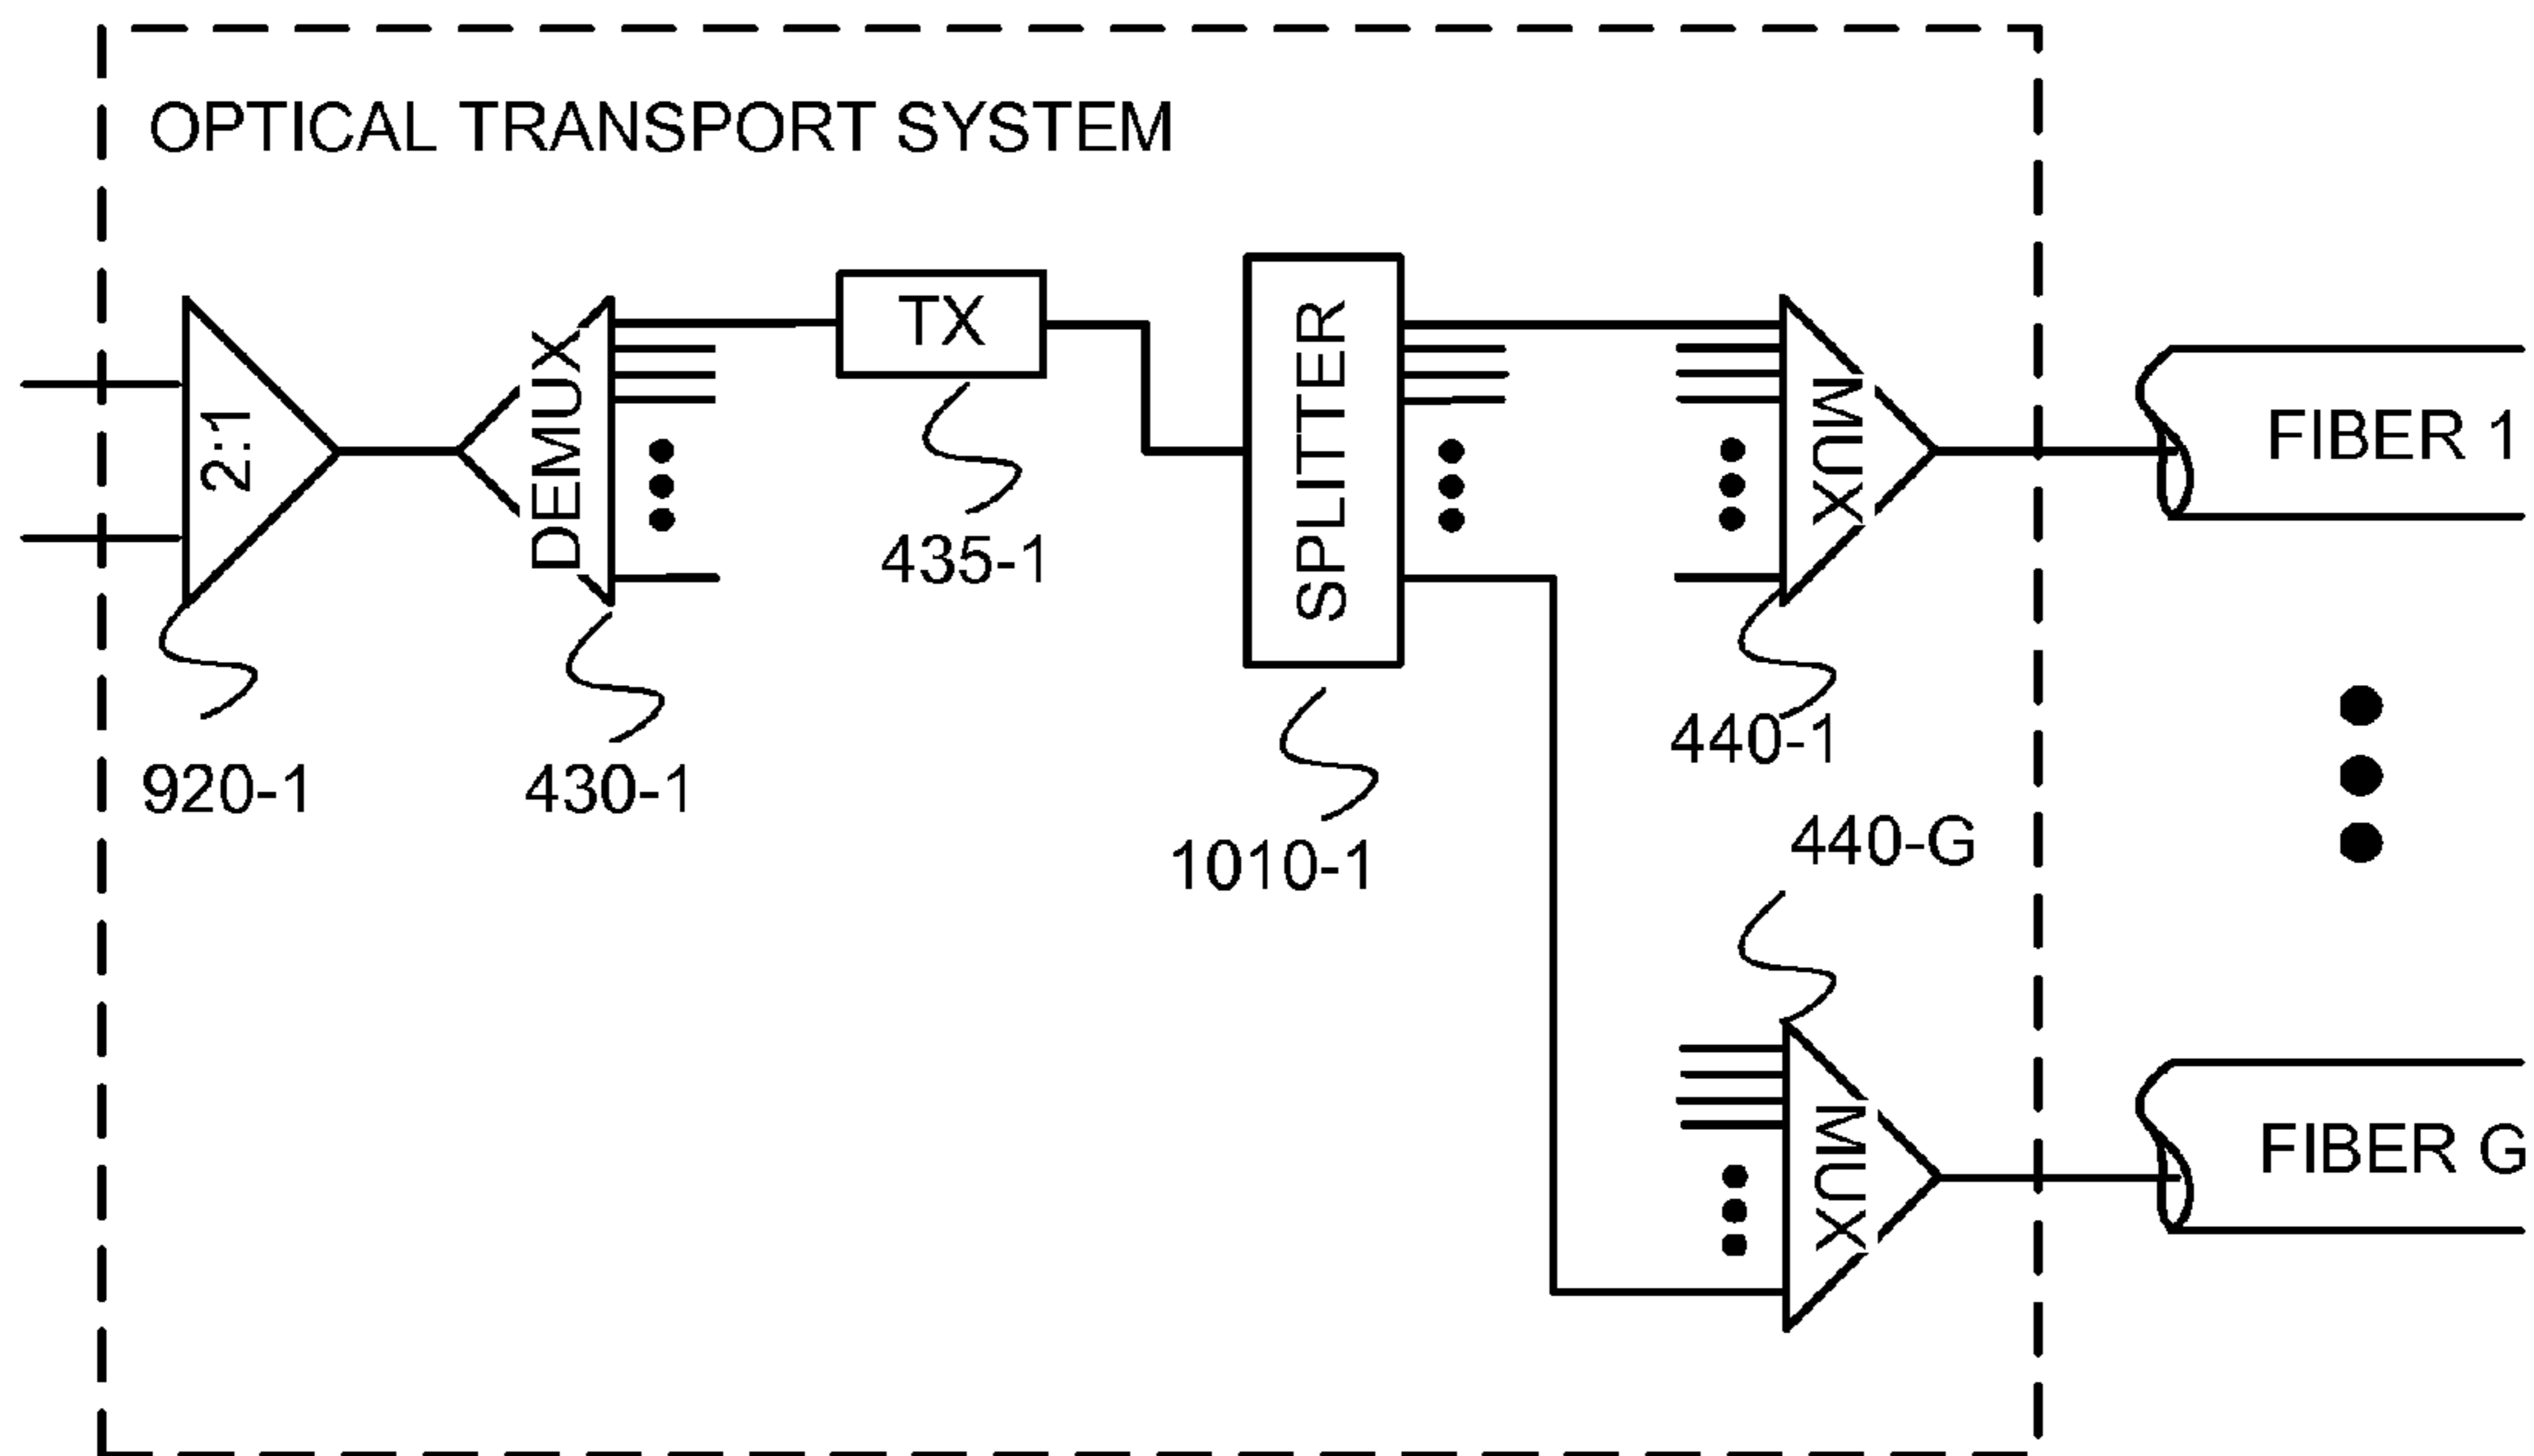 OPTICAL TRANSPORT SYSTEM
2:1
DEMUX
TX
SPLITTER
MUX
FIBER 1
435-1
920-1
430-1
1010-1
440-1
440-G
MUX
FIBER G